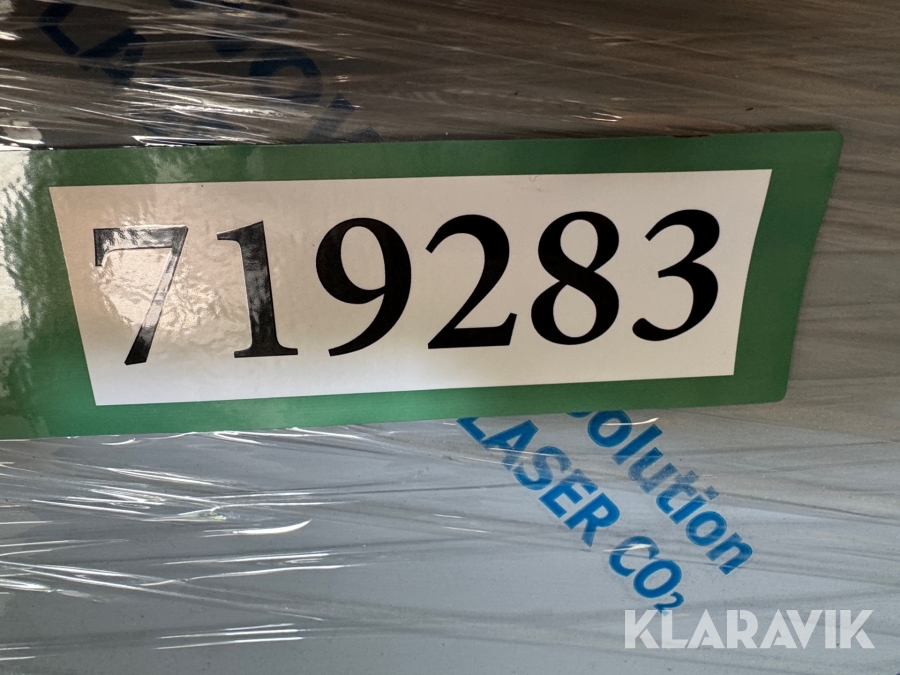 719283
olution
LASER CO₂
KLARAVIK